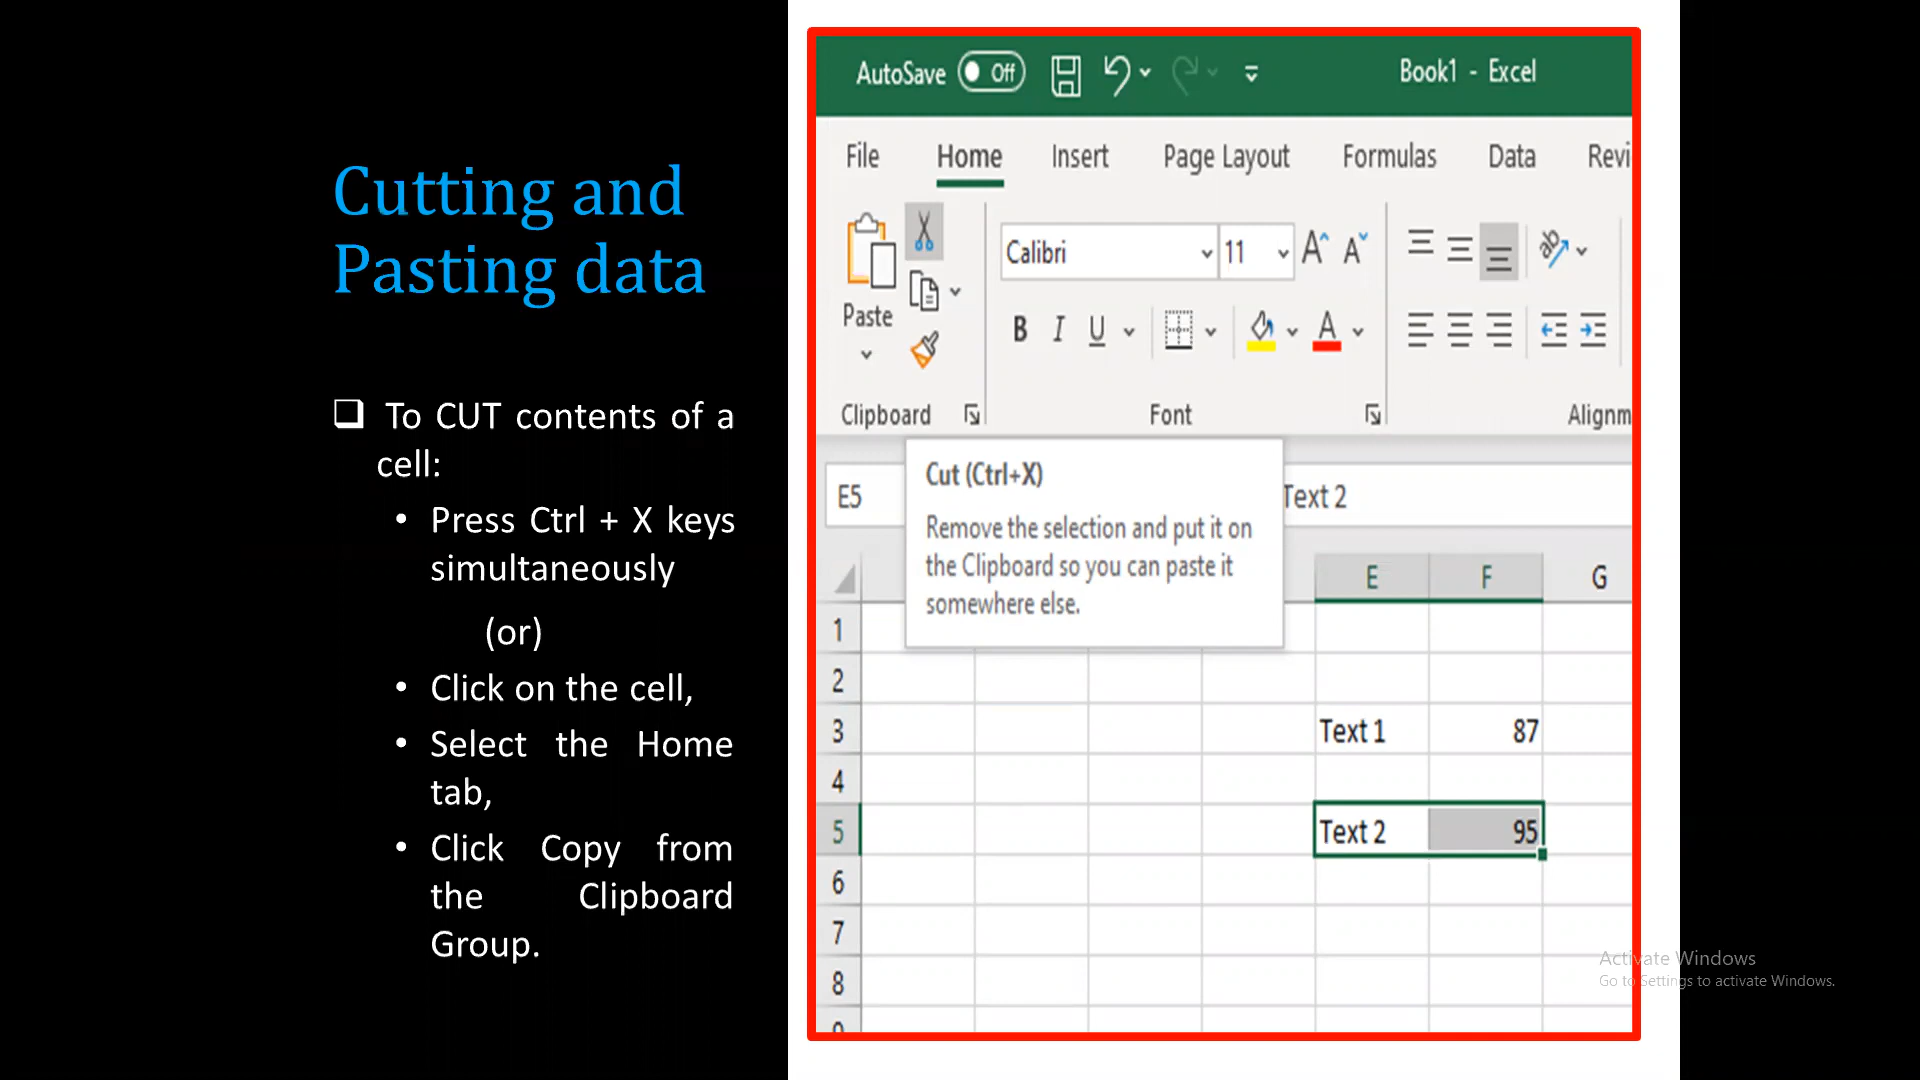 Cutting and
Pasting data
❑ To CUT contents of a
cell:
• Press Ctrl + X keys
simultaneously
(or)
• Click on the cell,
• Select the Home
tab,
• Click Copy from
the Clipboard
Group.
AutoSave Off Book1 - Excel
File Home Insert Page Layout Formulas Data Revi
Calibri 11
Paste
B I U A
Clipboard Font Alignm
E5 Text 2
Cut (Ctrl+X)
Remove the selection and put it on
the Clipboard so you can paste it
somewhere else.
E F G
1
2
3 Text 1 87
4
5 Text 2 95
6
7
8
9
Activate Windows
Go to Settings to activate Windows.